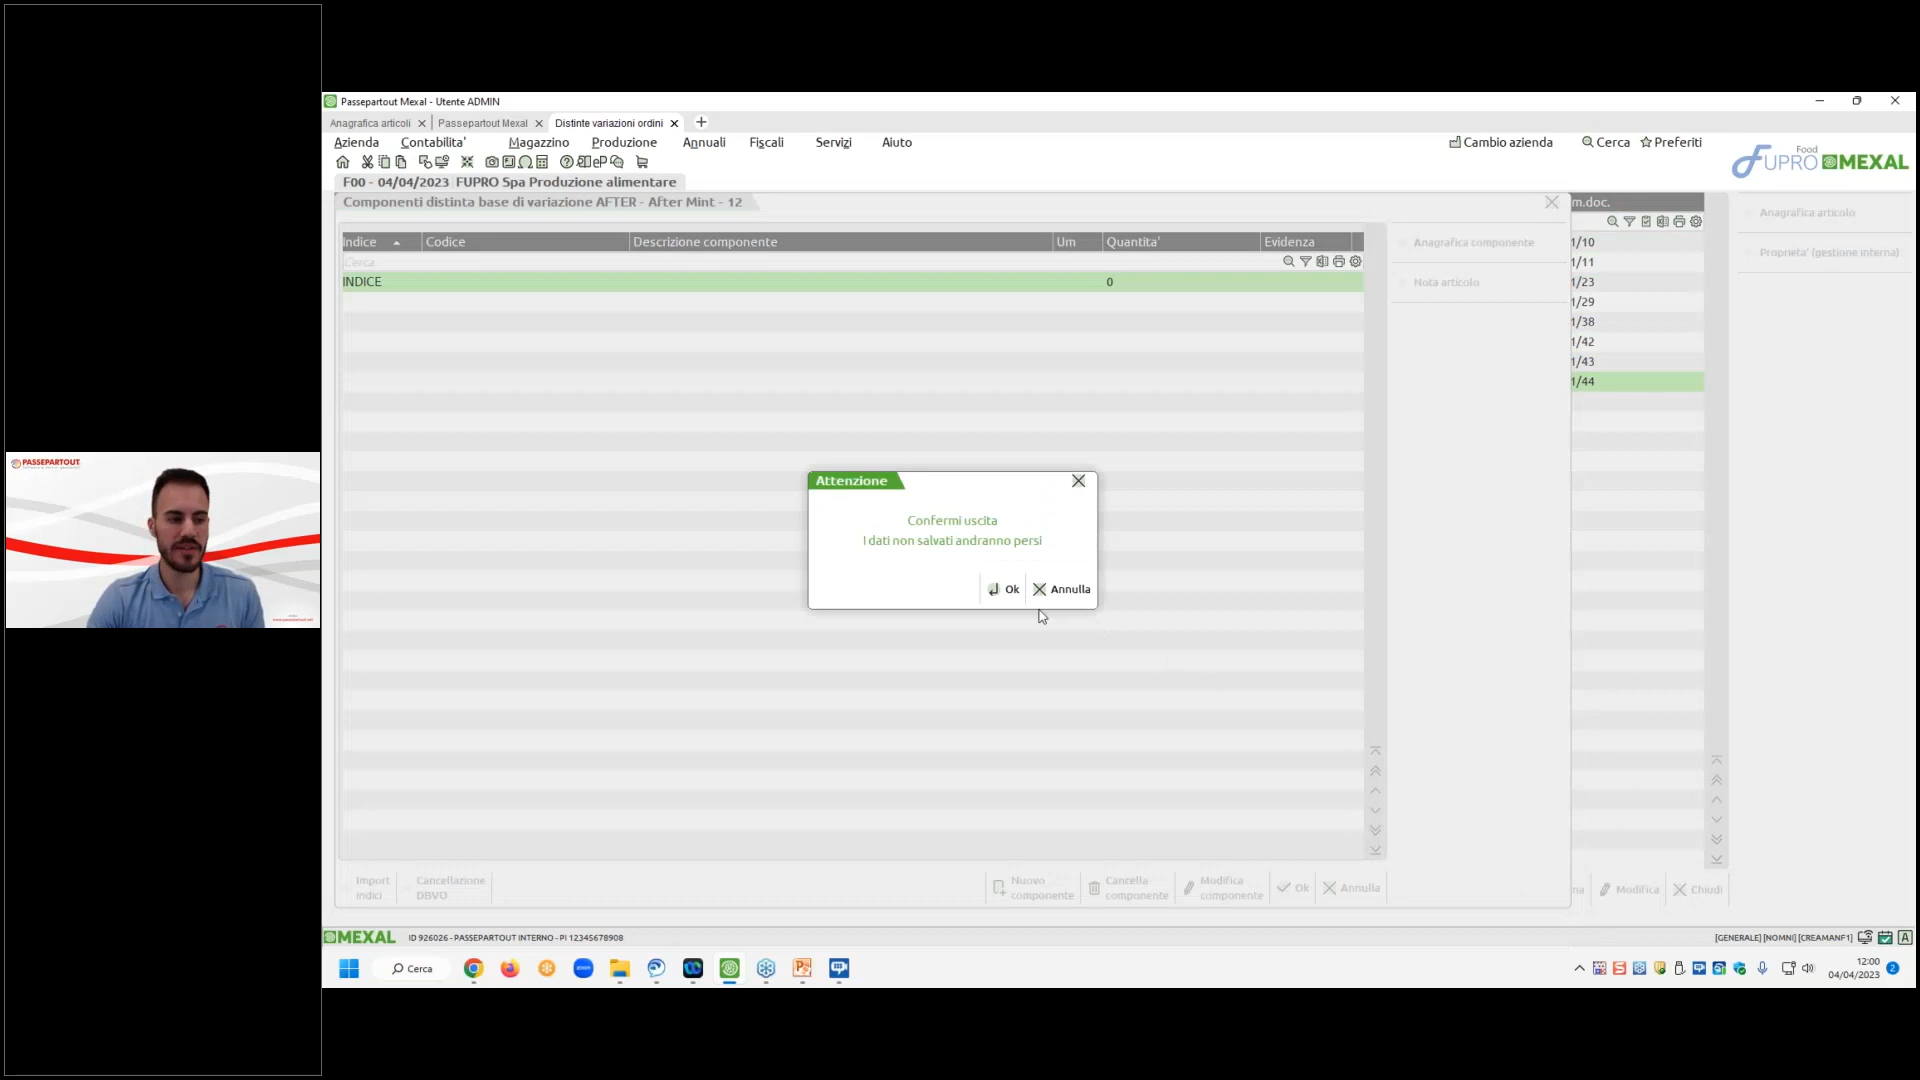 Passepartout Mexal - Utente ADMIN
Anagrafica articoli
Passepartout Mexal
Distinte variazioni ordini
Azienda Contabilita' Magazzino Produzione Annuali Fiscali Servizi Aiuto
Cambio azienda Cerca Preferiti
Food
FUPRO MEXAL
F00 - 04/04/2023 FUPRO Spa Produzione alimentare
Componenti distinta base di variazione AFTER - After Mint - 12
m.doc.
Anagrafica articolo
Indice Codice Descrizione componente Um Quantita' Evidenza
Anagrafica componente
1/10
Proprieta' (gestione interna)
Cerca
1/11
INDICE 0
Nota articolo
1/23
1/29
1/38
1/42
1/43
1/44
PASSEPARTOUT
Attenzione
Confermi uscita
I dati non salvati andranno persi
Ok Annulla
Import
indici
Cancellazione
DBVO
Nuovo
componente
Cancella
componente
Modifica
componente
Ok
Annulla
na
Modifica
Chiudi
MEXAL
ID 926026 - PASSEPARTOUT INTERNO - PI 12345678908
[GENERALE] [NOMNI] [CREAMANF1]
A
Cerca
12:00
04/04/2023
2